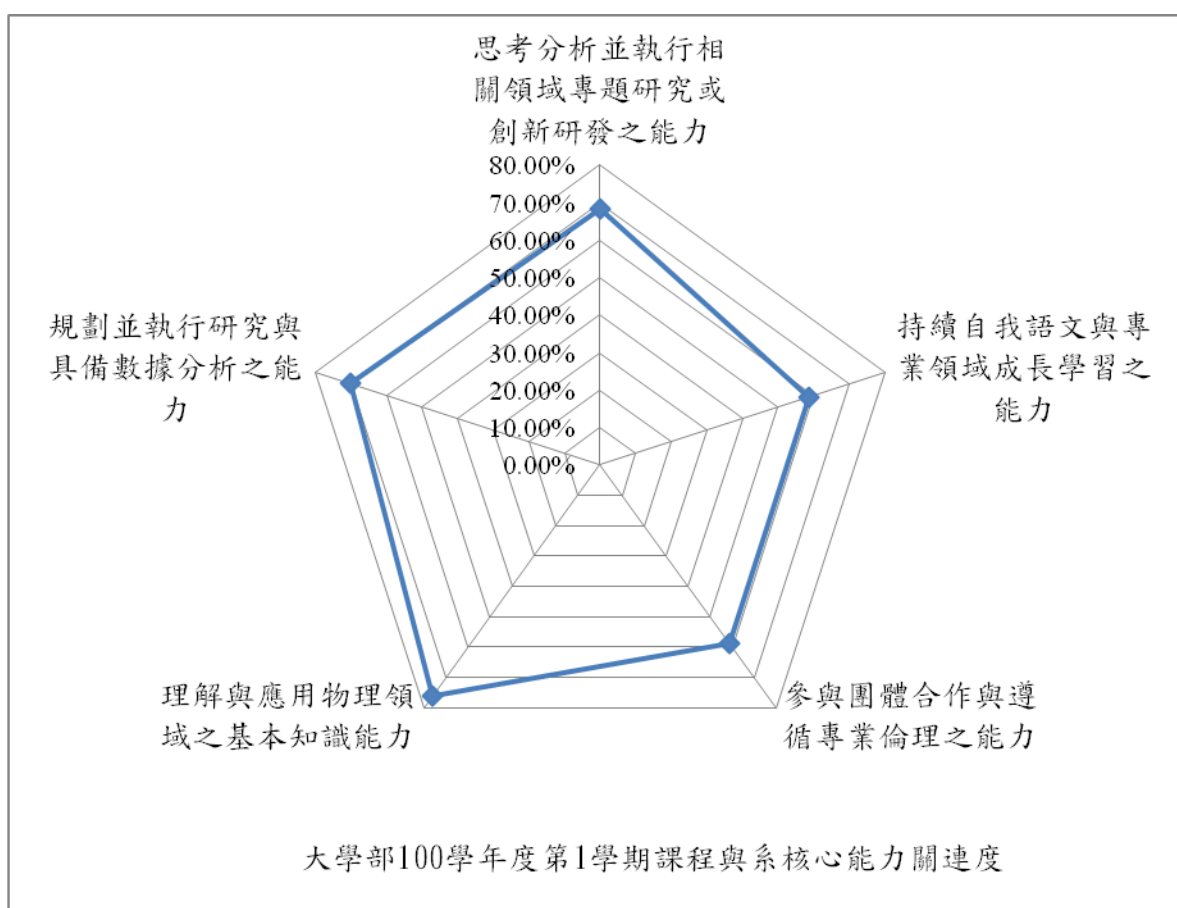 思考分析並執行相
關領域專題研究或
創新研發之能力
80.00%
70.00%
60.00%
50.00%
40.00%
30.00%
20.00%
10.00%
0.00%
規劃並執行研究與
具備數據分析之能
力
持續自我語文與專
業領域成長學習之
能力
理解與應用物理領
域之基本知識能力
參與團體合作與遵
循專業倫理之能力
大學部100學年度第1學期課程與系核心能力關連度